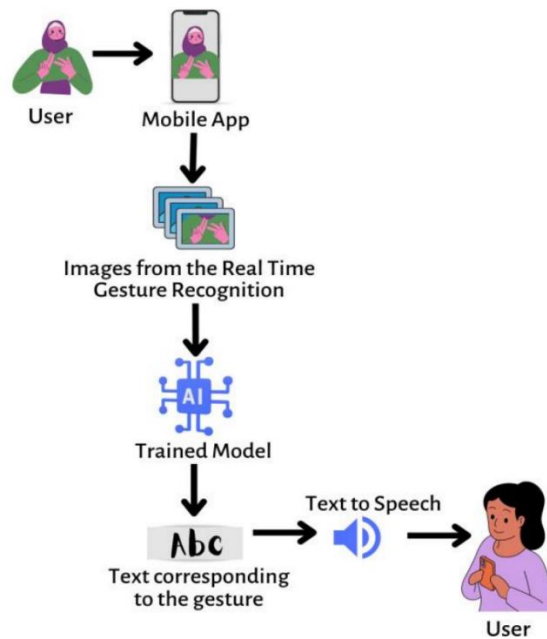 User
Mobile App
Images from the Real Time
Gesture Recognition
AI
Trained Model
Abc
Text corresponding
to the gesture
Text to Speech
User